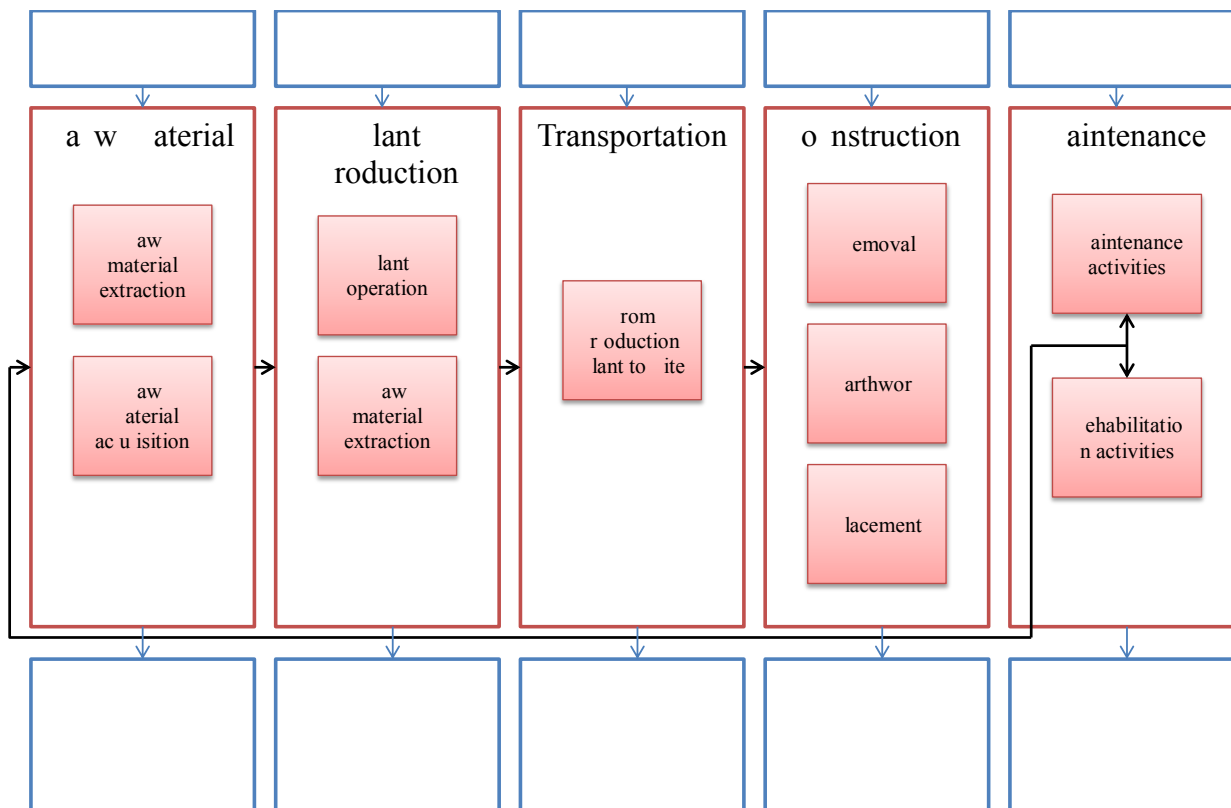 a w aterial
aw
material
extraction
aw
aterial
ac u isition
lant
roduction
lant
operation
aw
material
extraction
Transportation
rom
r oduction
lant to ite
o nstruction
emoval
arthwor
lacement
aintenance
aintenance
activities
ehabilitatio
n activities